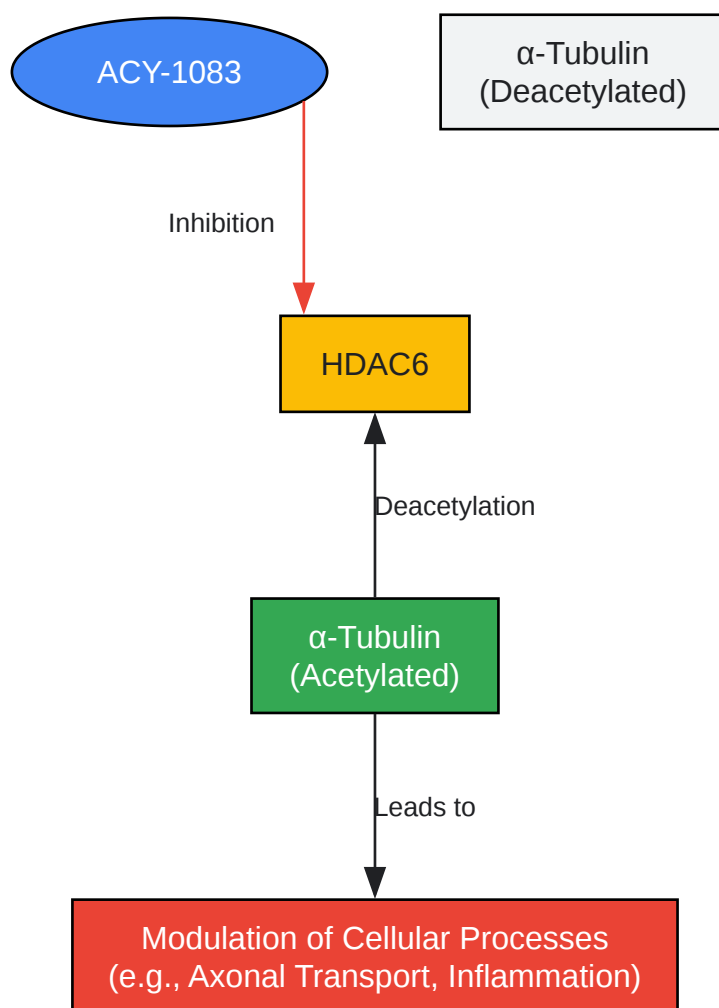 ACY-1083
α-Tubulin
(Deacetylated)
Inhibition
HDAC6
Deacetylation
α-Tubulin
(Acetylated)
Leads to
Modulation of Cellular Processes
(e.g., Axonal Transport, Inflammation)